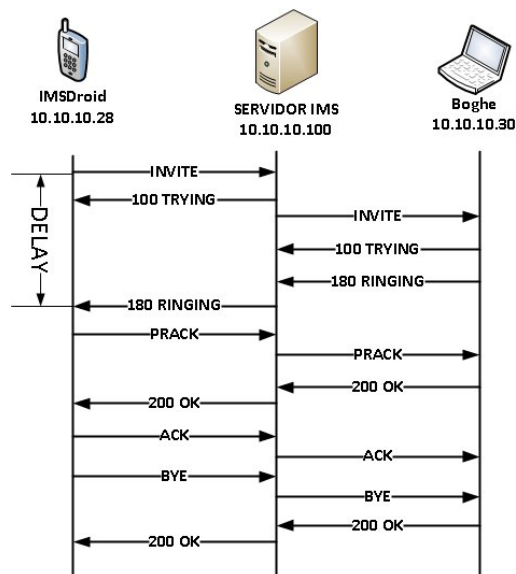 IMSDroid
10.10.10.28
SERVIDOR IMS
10.10.10.100
Boghe
10.10.10.30
INVITE
100 TRYING
INVITE
100 TRYING
180 RINGING
DELAY
180 RINGING
PRACK
PRACK
200 OK
200 OK
ACK
ACK
BYE
BYE
200 OK
200 OK